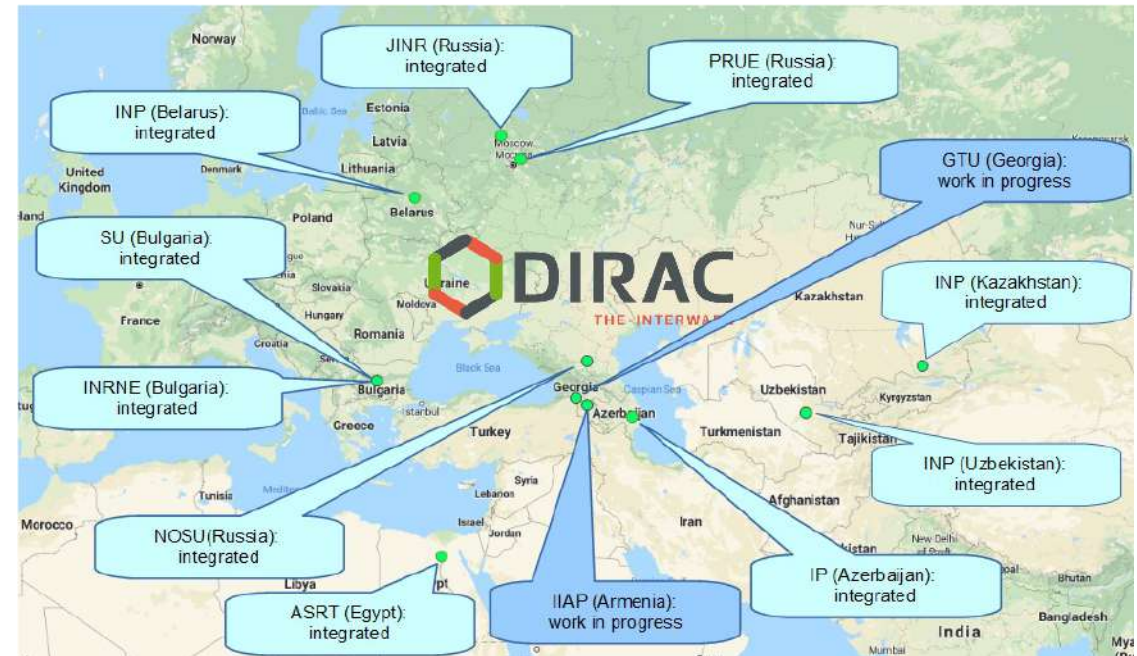 Norway
JINR (Russia):
integrated
PRUE (Russia):
integrated
INP (Belarus):
integrated
Baltic Sea
Estonia
Latvia
Lithuania
Denmark
United
Kingdom
Moscow
GTU (Georgia):
work in progress
Belarus
Poland
SU (Bulgaria):
integrated
DIRAC
THE INTERWARE
Slovakia
Moldova
Hungary
France
Croatia
Romania
Kazakhstan
INP (Kazakhstan):
integrated
Black Sea
INRNE (Bulgaria):
integrated
Bulgaria
Istanbul
Georgia
Caspian Sea
Azerbaijan
Uzbekistan
Kyrgyzstan
Greece
Turkey
Turkmenistan
Tajikistan
INP (Uzbekistan):
integrated
Syria
Lebanon
Tunisia
Afghanistan
Morocco
Israel
Jordan
Iran
NOSU(Russia):
integrated
New Delhi
Libya
IP (Azerbaijan):
integrated
Bhutan
ASRT (Egypt):
integrated
IIAP (Armenia):
work in progress
Bangladesh
India
Mumbai